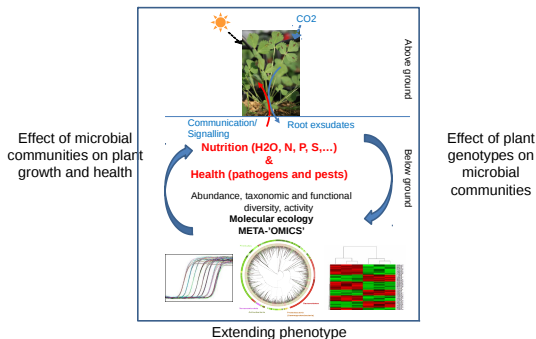 CO2
Above ground
Communication/
Signalling
Root exsudates
Effect of microbial
communities on plant
growth and health
Nutrition (H2O, N, P, S,…)
&
Health (pathogens and pests)
Effect of plant
genotypes on
microbial
communities
Below ground
Abundance, taxonomic and functional
diversity, activity
Molecular ecology
META-'OMICS'
Extending phenotype